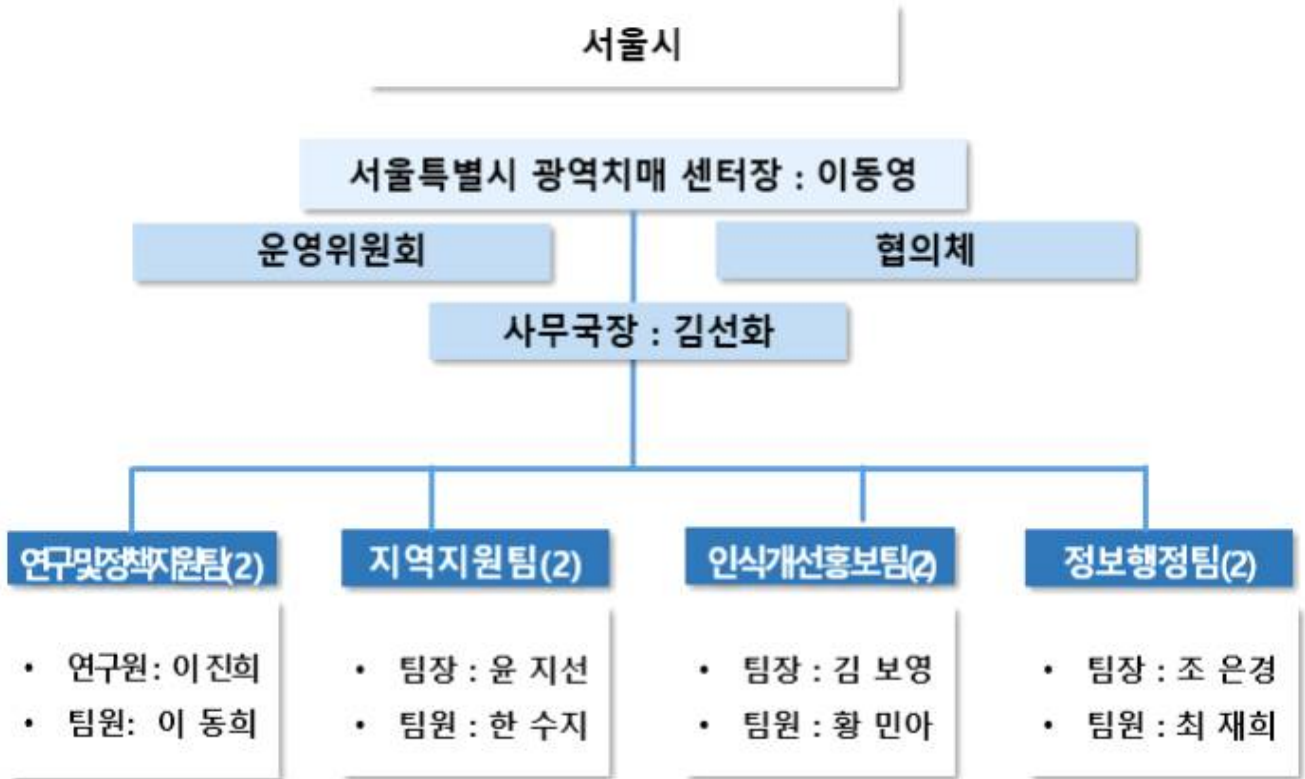 서울시
서울특별시 광역치매 센터장 : 이동영
운영위원회
협의체
사무국장 : 김선화
연구및정책지원팀(2)
• 연구원: 이진희
• 팀원: 이 동희
지역지원팀(2)
• 팀장 : 윤 지선
• 팀원 : 한 수지
인식개선홍보팀(2)
• 팀장 : 김 보영
• 팀원 : 황 민아
정보행정팀(2)
• 팀장 : 조 은경
• 팀원 : 최 재희